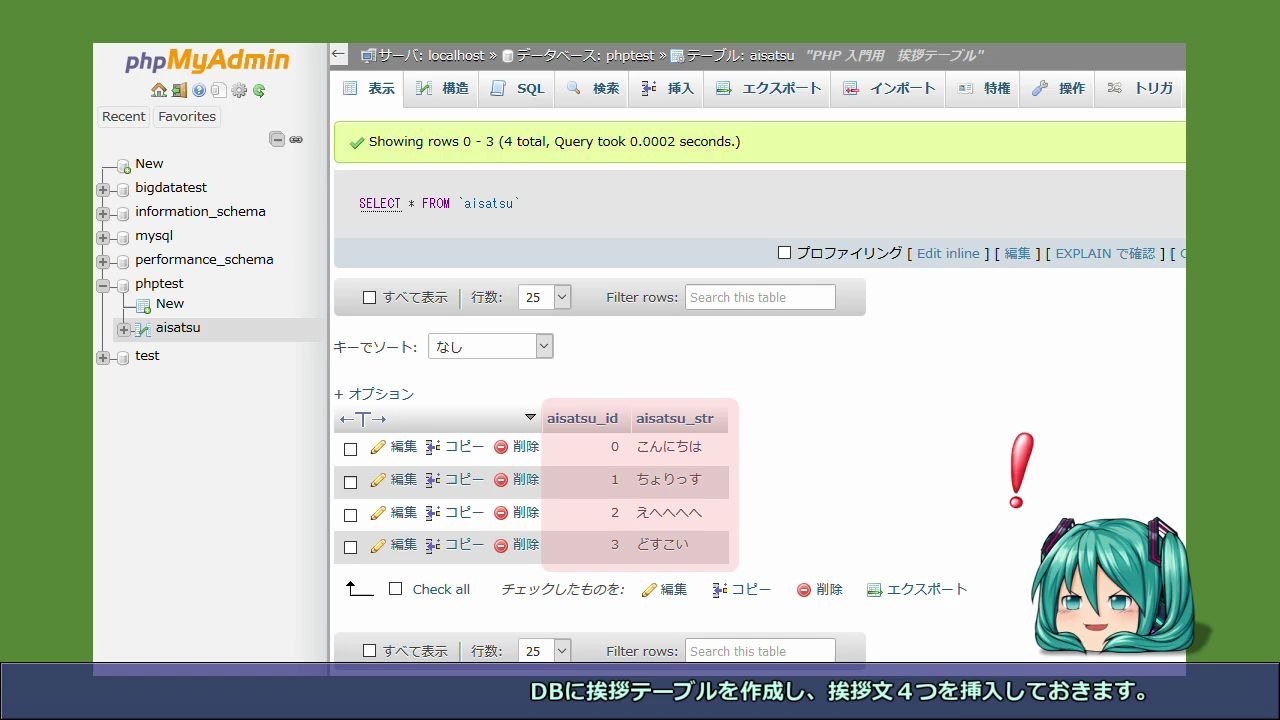 phpMyAdmin
Recent Favorites
New
bigdatatest
information_schema
mysql
performance_schema
phptest
New
aisatsu
test
サーバ: localhost » データベース: phptest » テーブル: aisatsu "PHP 入門用 挨拶テーブル"
表示 構造 SQL 検索 挿入 エクスポート インポート 特権 操作 トリガ
Showing rows 0 - 3 (4 total, Query took 0.0002 seconds.)
SELECT * FROM `aisatsu`
プロファイリング [ Edit inline ] [ 編集 ] [ EXPLAIN で確認 ] [
すべて表示 行数: 25 Filter rows: Search this table
キーでソート: なし
+ オプション
←T→ aisatsu_id aisatsu_str
編集 コピー 削除 0 こんにちは
編集 コピー 削除 1 ちょりっす
編集 コピー 削除 2 えへへへへ
編集 コピー 削除 3 どすこい
Check all チェックしたものを: 編集 コピー 削除 エクスポート
すべて表示 行数: 25 Filter rows: Search this table
DBに挨拶テーブルを作成し、挨拶文４つを挿入しておきます。